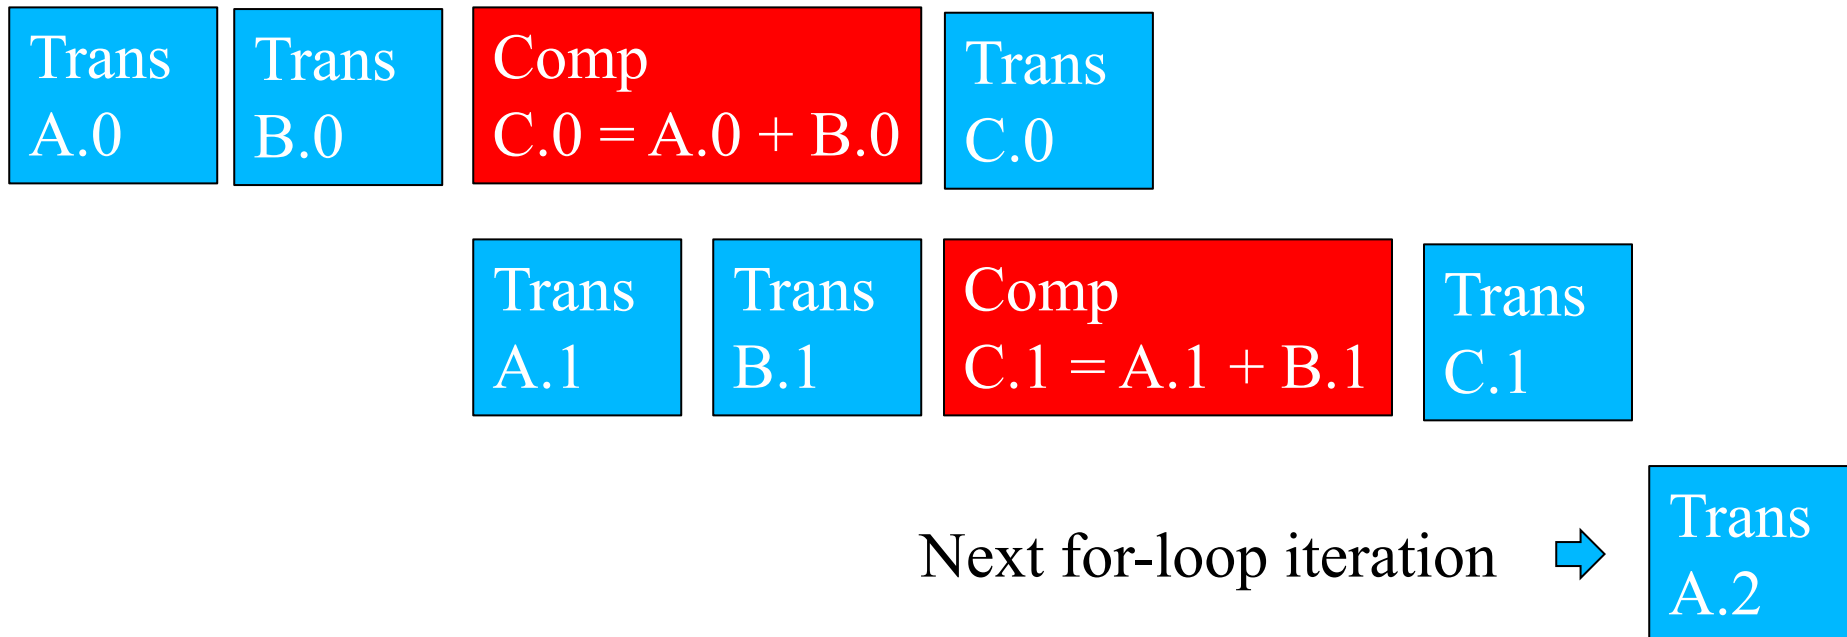 Trans
A.0
Trans
B.0
Comp
C.0 = A.0 + B.0
Trans
C.0
Trans
A.1
Trans
B.1
Comp
C.1 = A.1 + B.1
Trans
C.1
Next for-loop iteration
Trans
A.2